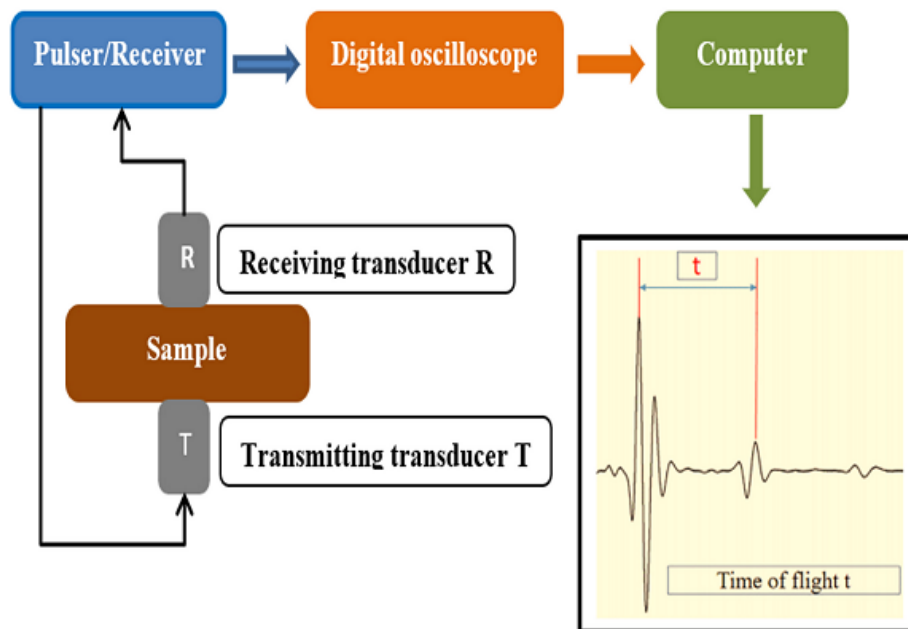 Pulser/Receiver
Digital oscilloscope
Computer
R
Receiving transducer R
Sample
T
Transmitting transducer T
t
Time of flight t